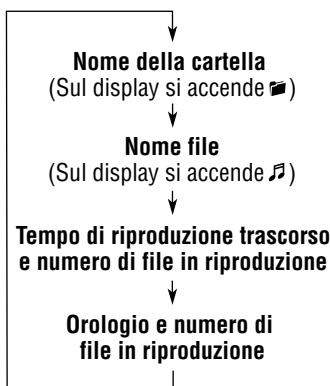 Nome della cartella
(Sul display si accende 📁)
Nome file
(Sul display si accende 🎵)
Tempo di riproduzione trascorso
e numero di file in riproduzione
Orologio e numero di
file in riproduzione